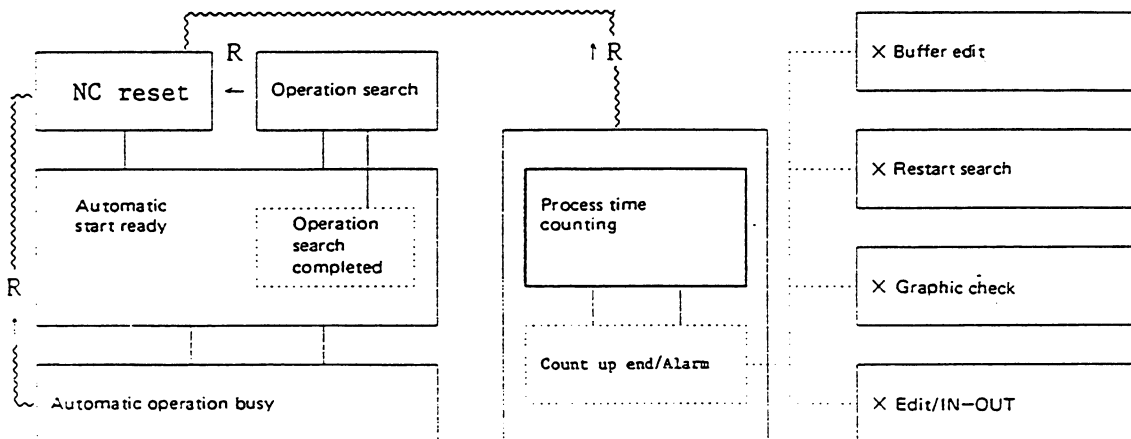 R
↑ R
NC reset
←
Operation search
× Buffer edit
Automatic
start ready
Operation
search
completed
Process time
counting
× Restart search
R
↑
× Graphic check
Count up end/Alarm
Automatic operation busy
× Edit/IN-OUT